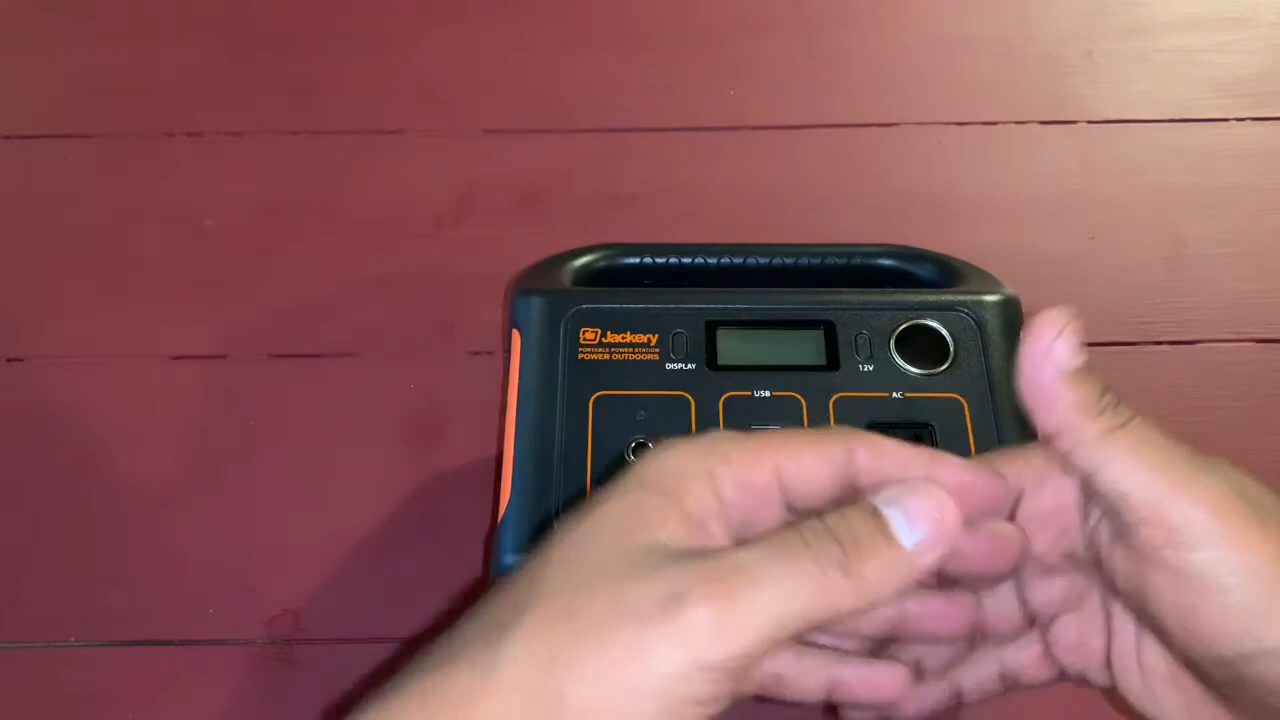 Jackery
PORTABLE POWER STATION
POWER OUTDOORS
DISPLAY
12V
USB
AC